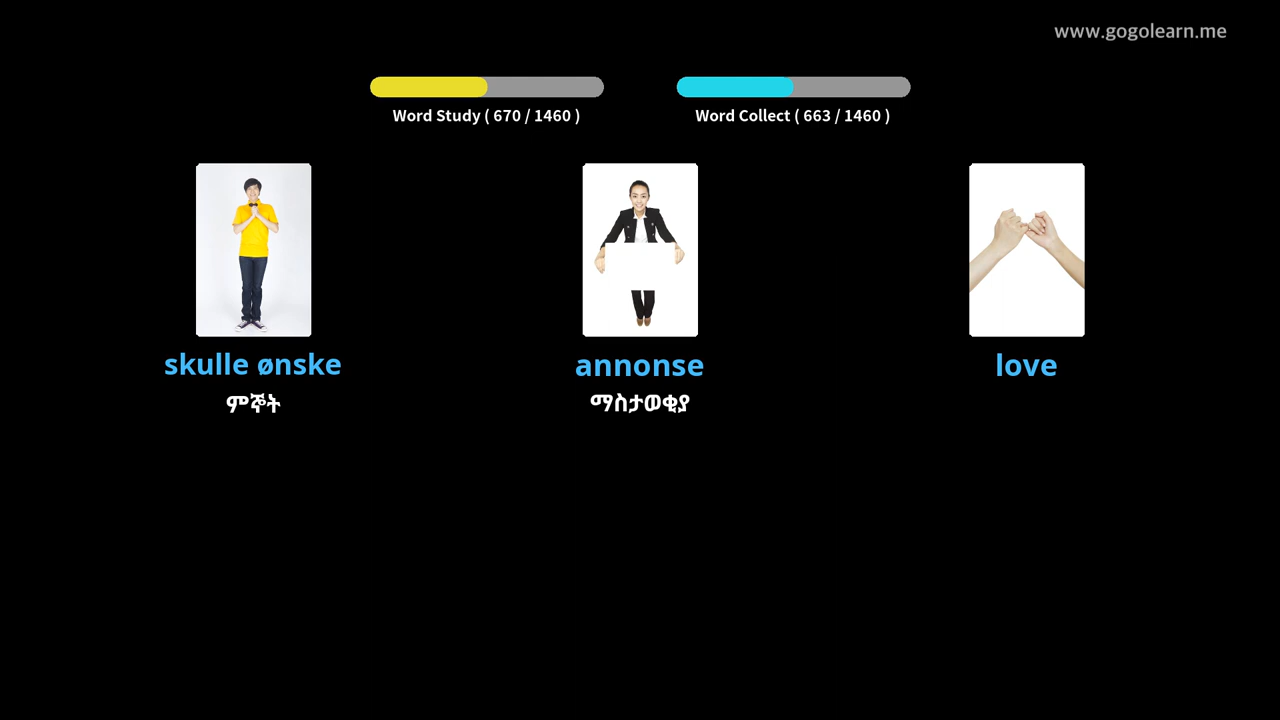 www.gogolearn.me
Word Study ( 670 / 1460 )
Word Collect ( 663 / 1460 )
skulle ønske
annonse
love
ምኞት
ማስታወቂያ